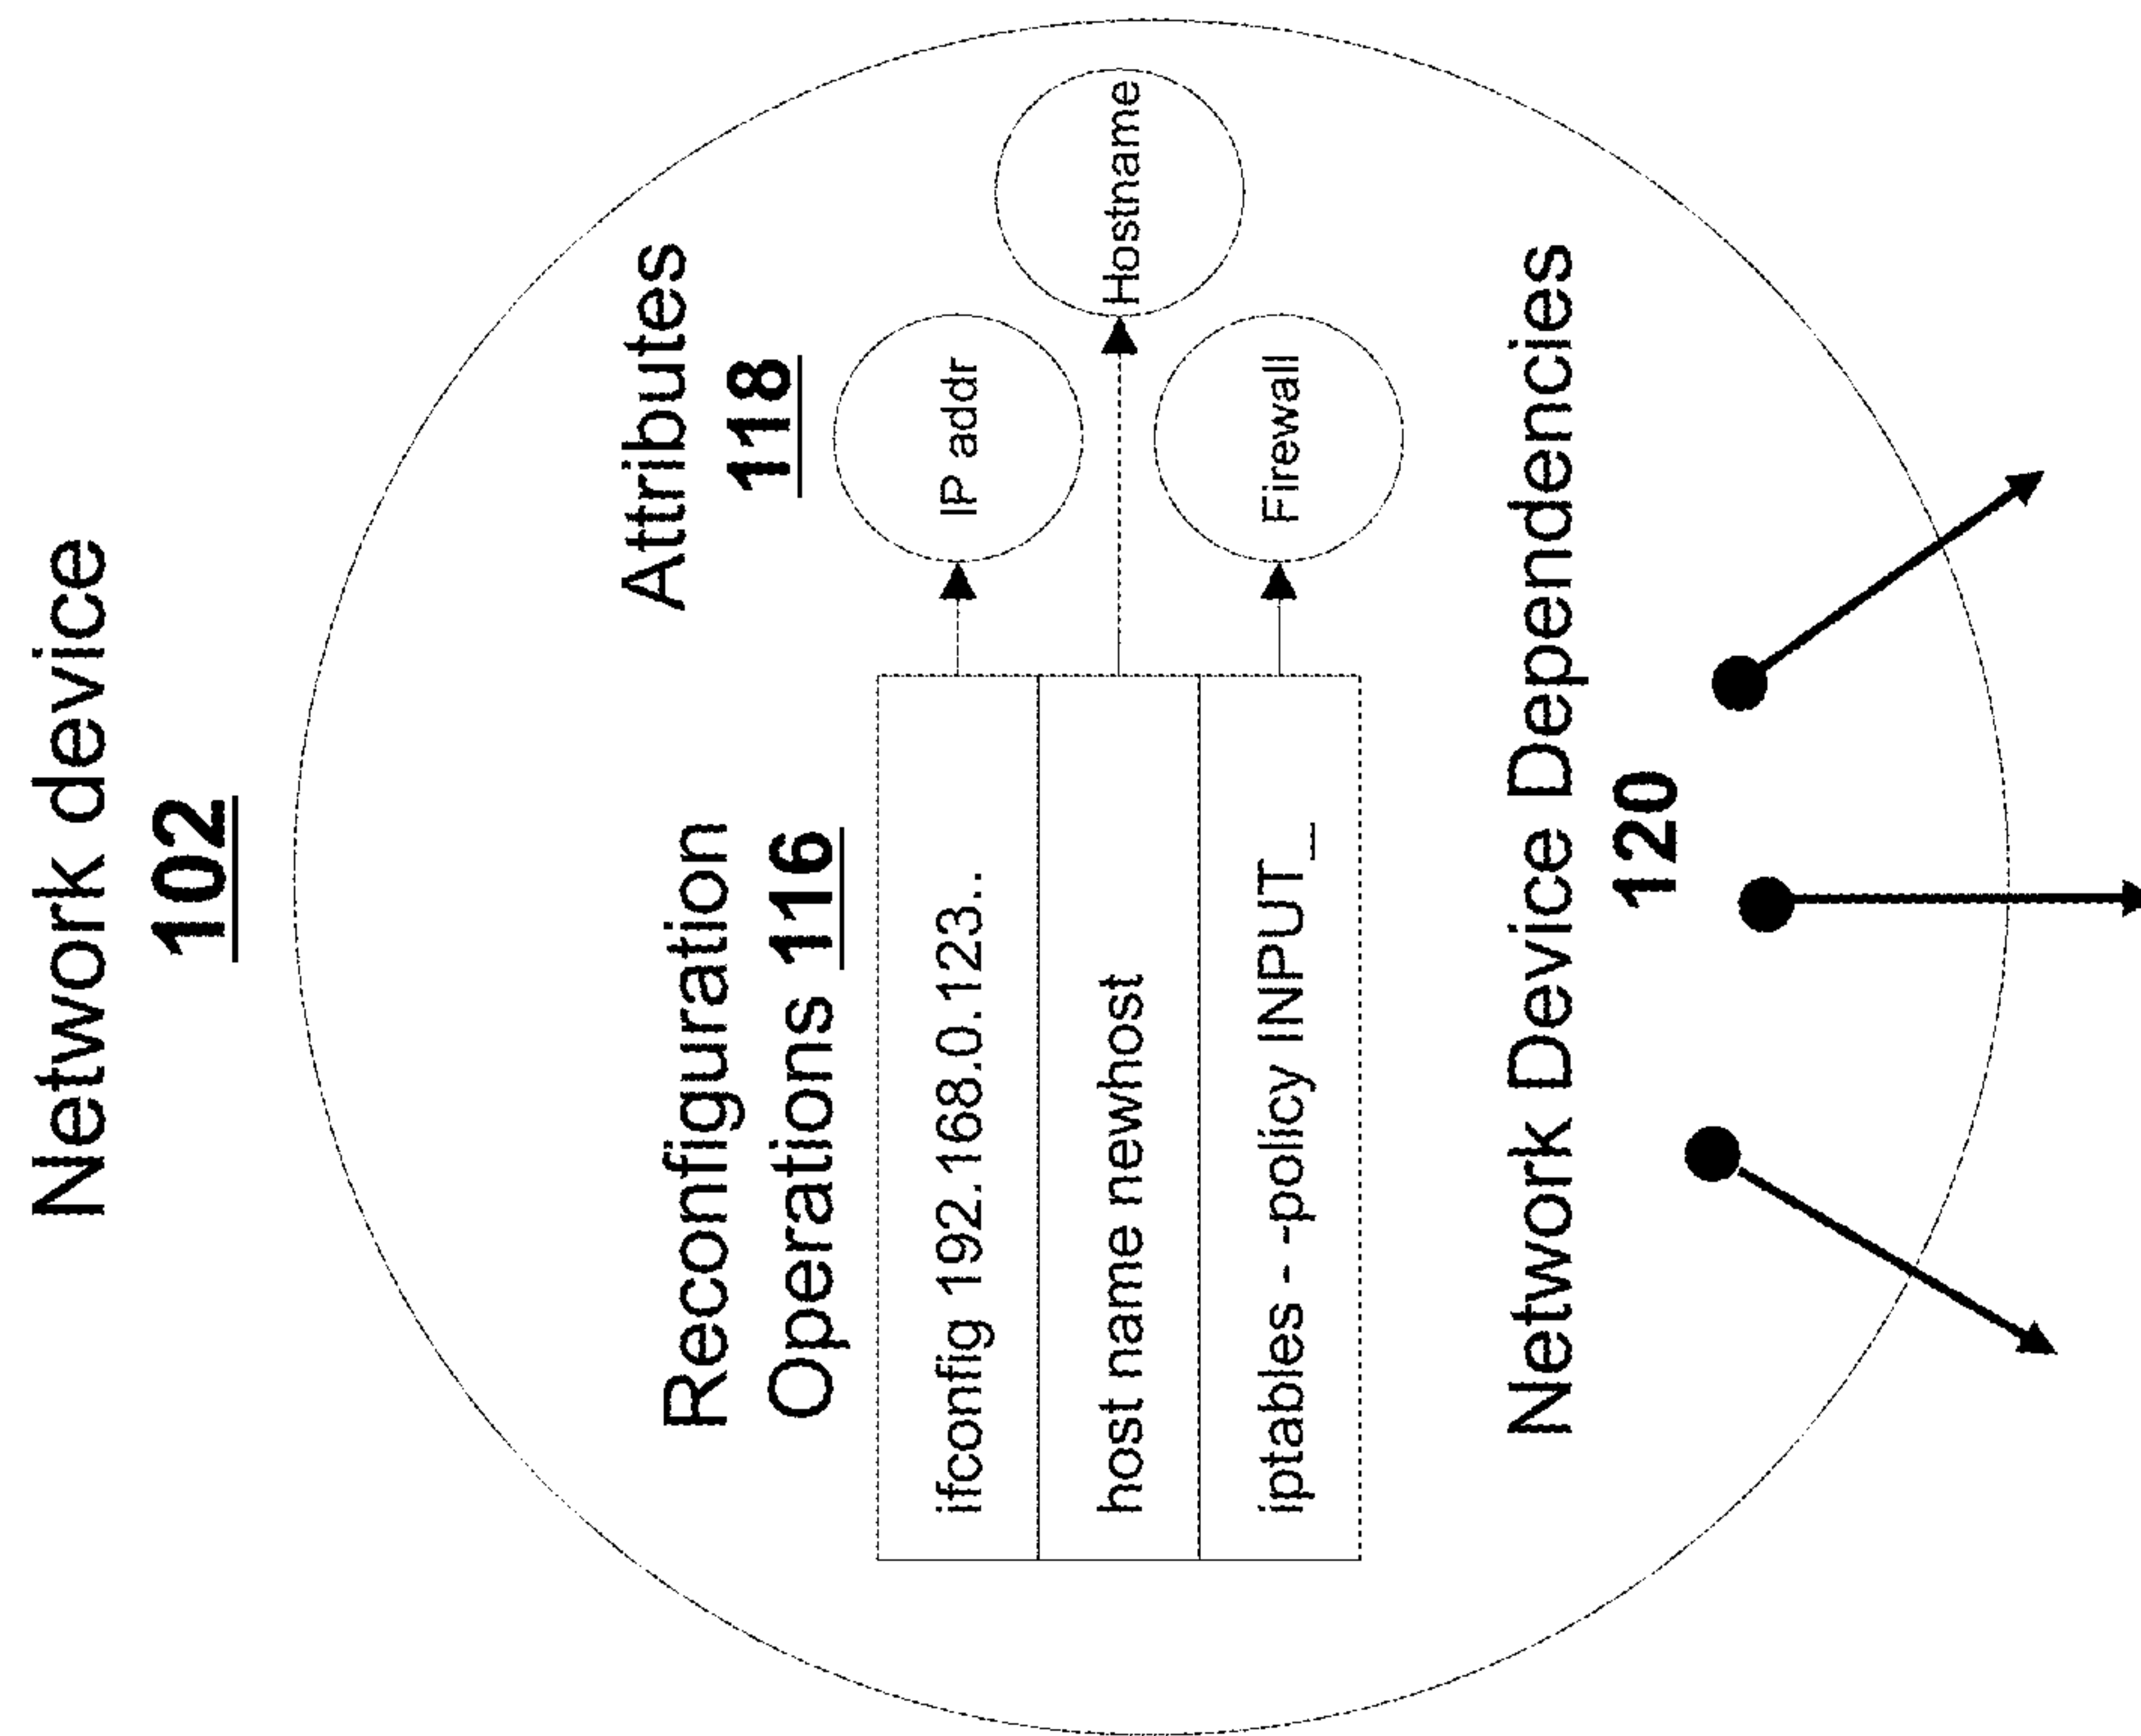 Network device
102
Reconfiguration
Operations 116
Attributes
118
ifconfig 192.168.0.123..
IP addr
host name newhost
Hostname
iptables - -policy INPUT_
Firewall
Network Device Dependencies
120